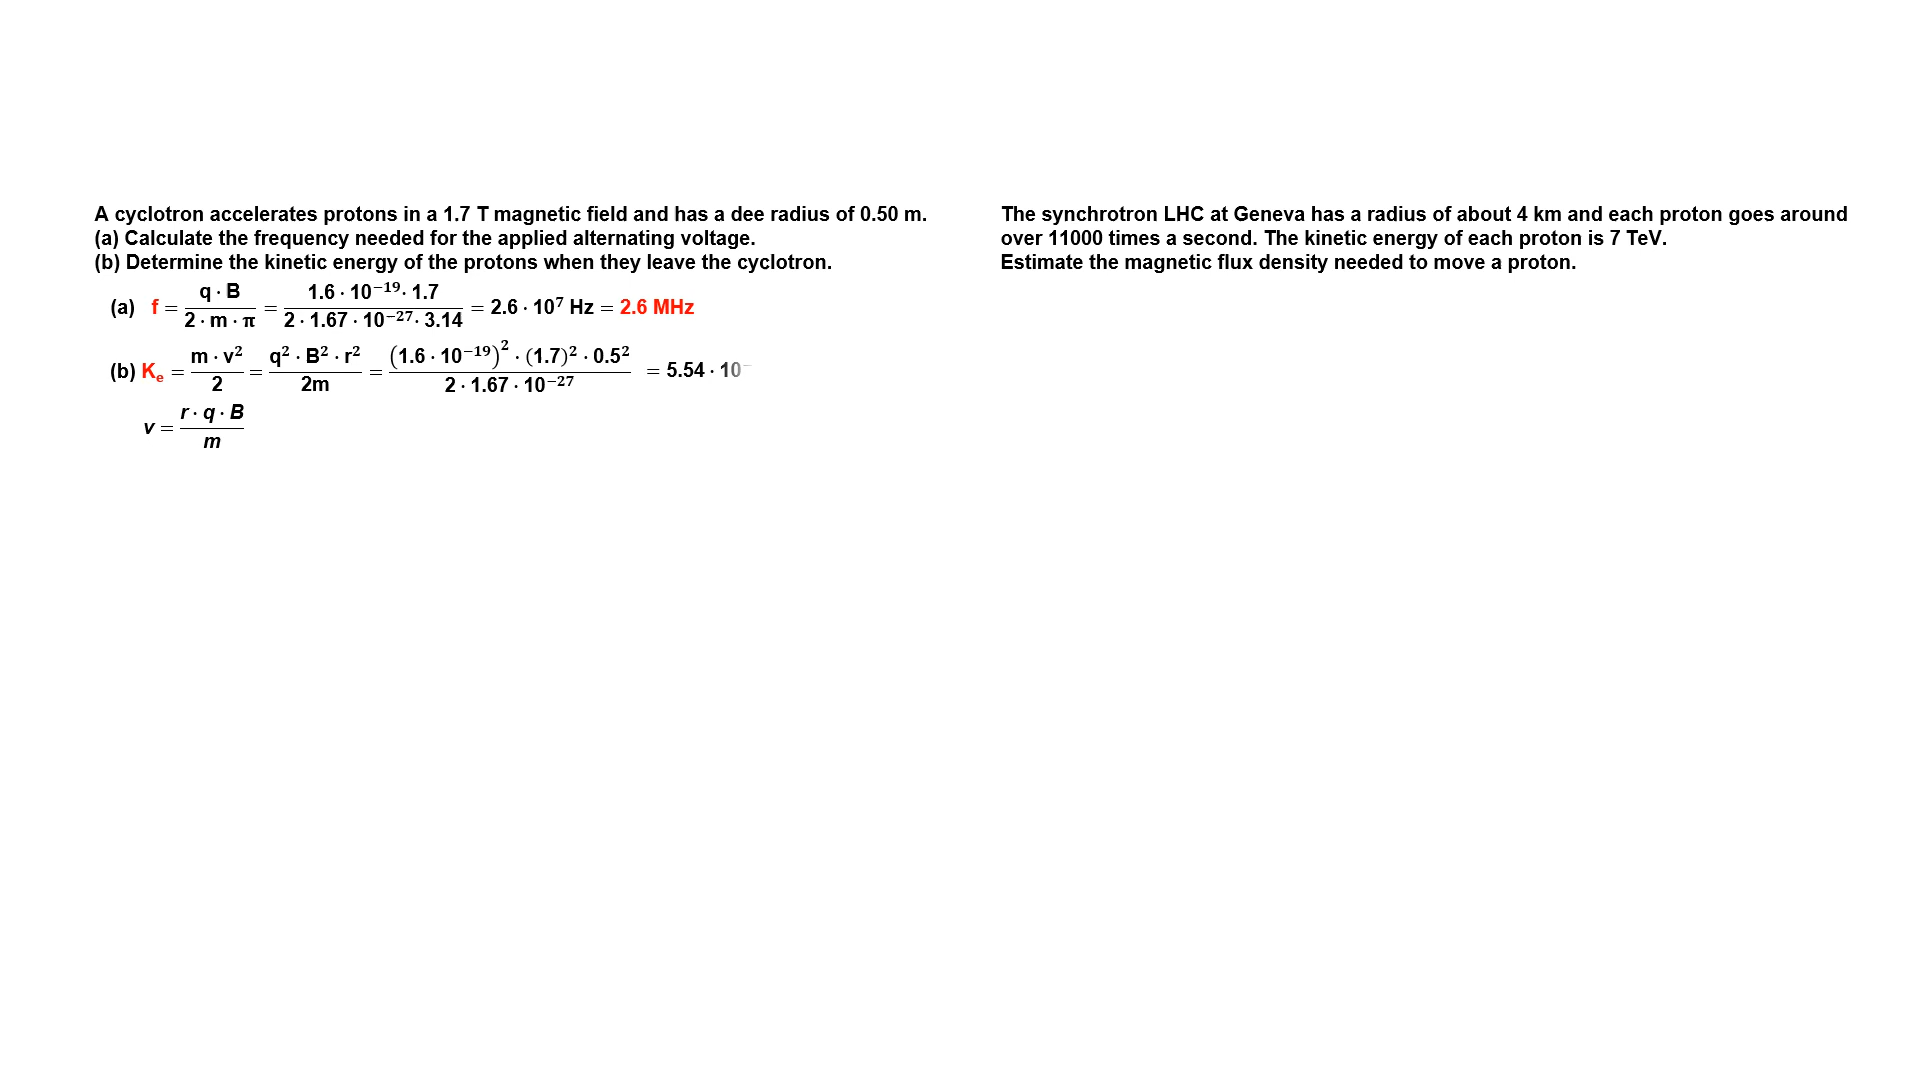 A cyclotron accelerates protons in a 1.7 T magnetic field and has a dee radius of 0.50 m.
(a) Calculate the frequency needed for the applied alternating voltage.
(b) Determine the kinetic energy of the protons when they leave the cyclotron.
(a) f = q · B / 2 · m · π = 1.6 · 10⁻¹⁹ · 1.7 / 2 · 1.67 · 10⁻²⁷ · 3.14 = 2.6 · 10⁷ Hz = 2.6 MHz
(b) Kₑ = m · v² / 2 = q² · B² · r² / 2m = (1.6 · 10⁻¹⁹)² · (1.7)² · 0.5² / 2 · 1.67 · 10⁻²⁷ = 5.54 · 10⁻
v = r · q · B / m
The synchrotron LHC at Geneva has a radius of about 4 km and each proton goes around
over 11000 times a second. The kinetic energy of each proton is 7 TeV.
Estimate the magnetic flux density needed to move a proton.